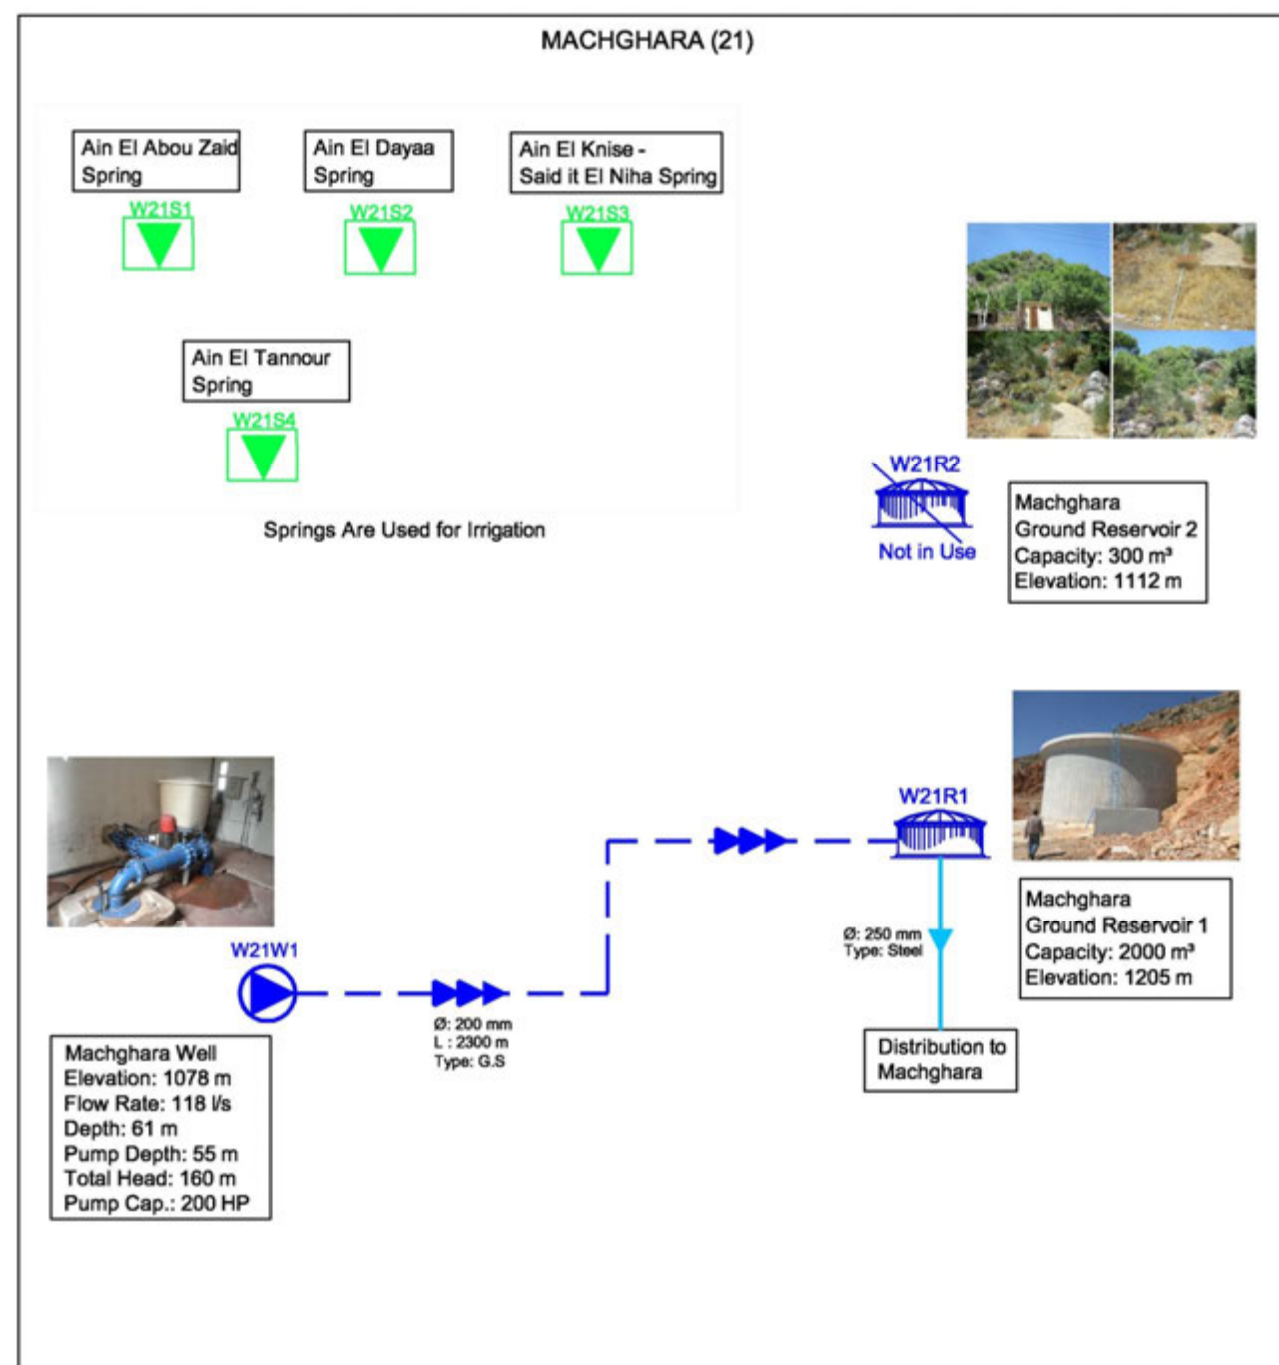 MACHGHARA (21)
Ain El Abou Zaid
Spring
W21S1
Ain El Dayaa
Spring
W21S2
Ain El Knise -
Said it El Niha Spring
W21S3
Ain El Tannour
Spring
W21S4
Springs Are Used for Irrigation
W21R2
Not in Use
Machghara
Ground Reservoir 2
Capacity: 300 m³
Elevation: 1112 m
W21R1
Machghara
Ground Reservoir 1
Capacity: 2000 m³
Elevation: 1205 m
Ø: 250 mm
Type: Steel
Distribution to
Machghara
W21W1
Ø: 200 mm
L : 2300 m
Type: G.S
Machghara Well
Elevation: 1078 m
Flow Rate: 118 l/s
Depth: 61 m
Pump Depth: 55 m
Total Head: 160 m
Pump Cap.: 200 HP